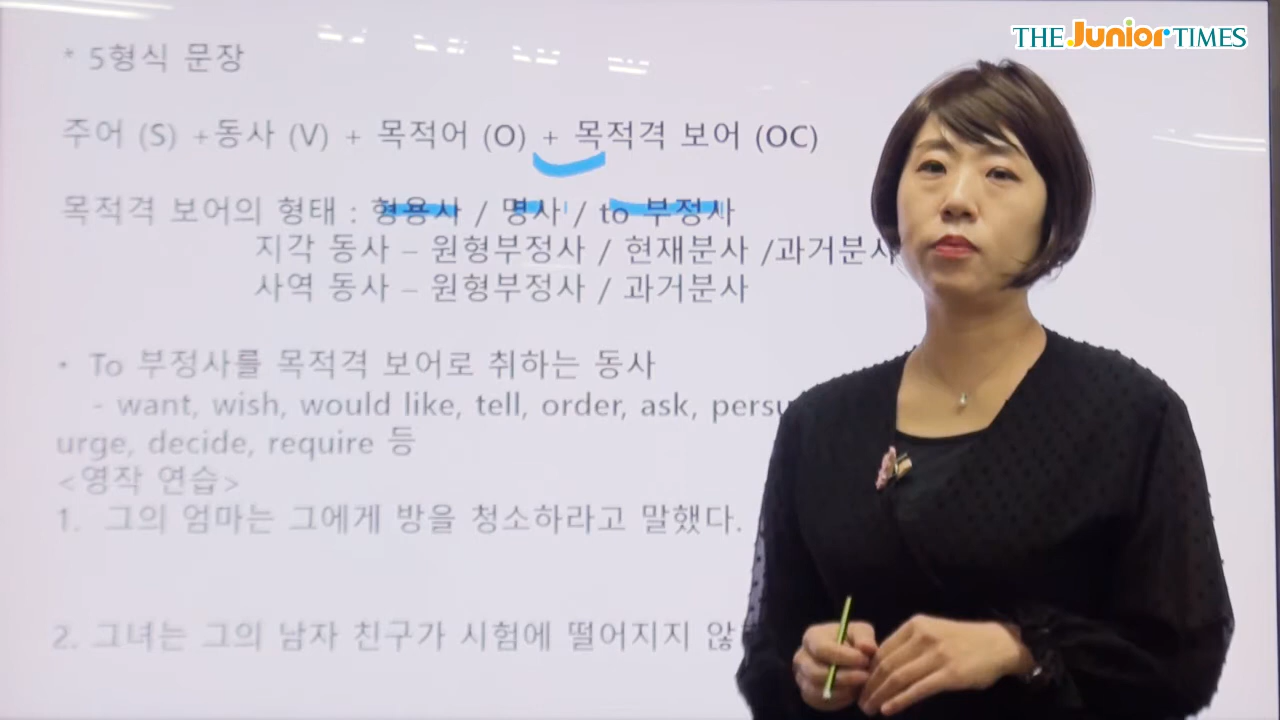 THE Junior TIMES
* 5형식 문장
주어 (S) +동사 (V) + 목적어 (O) + 목적격 보어 (OC)
목적격 보어의 형태 : 형용사 / 명사 / to 부정사
지각 동사 – 원형부정사 / 현재분사 /과거분사
사역 동사 – 원형부정사 / 과거분사
• To 부정사를 목적격 보어로 취하는 동사
- want, wish, would like, tell, order, ask,
urge, decide, require 등
<영작 연습>
1. 그의 엄마는 그에게 방을 청소하라고 말했다.
2. 그녀는 그의 남자 친구가 시험에 떨어지지